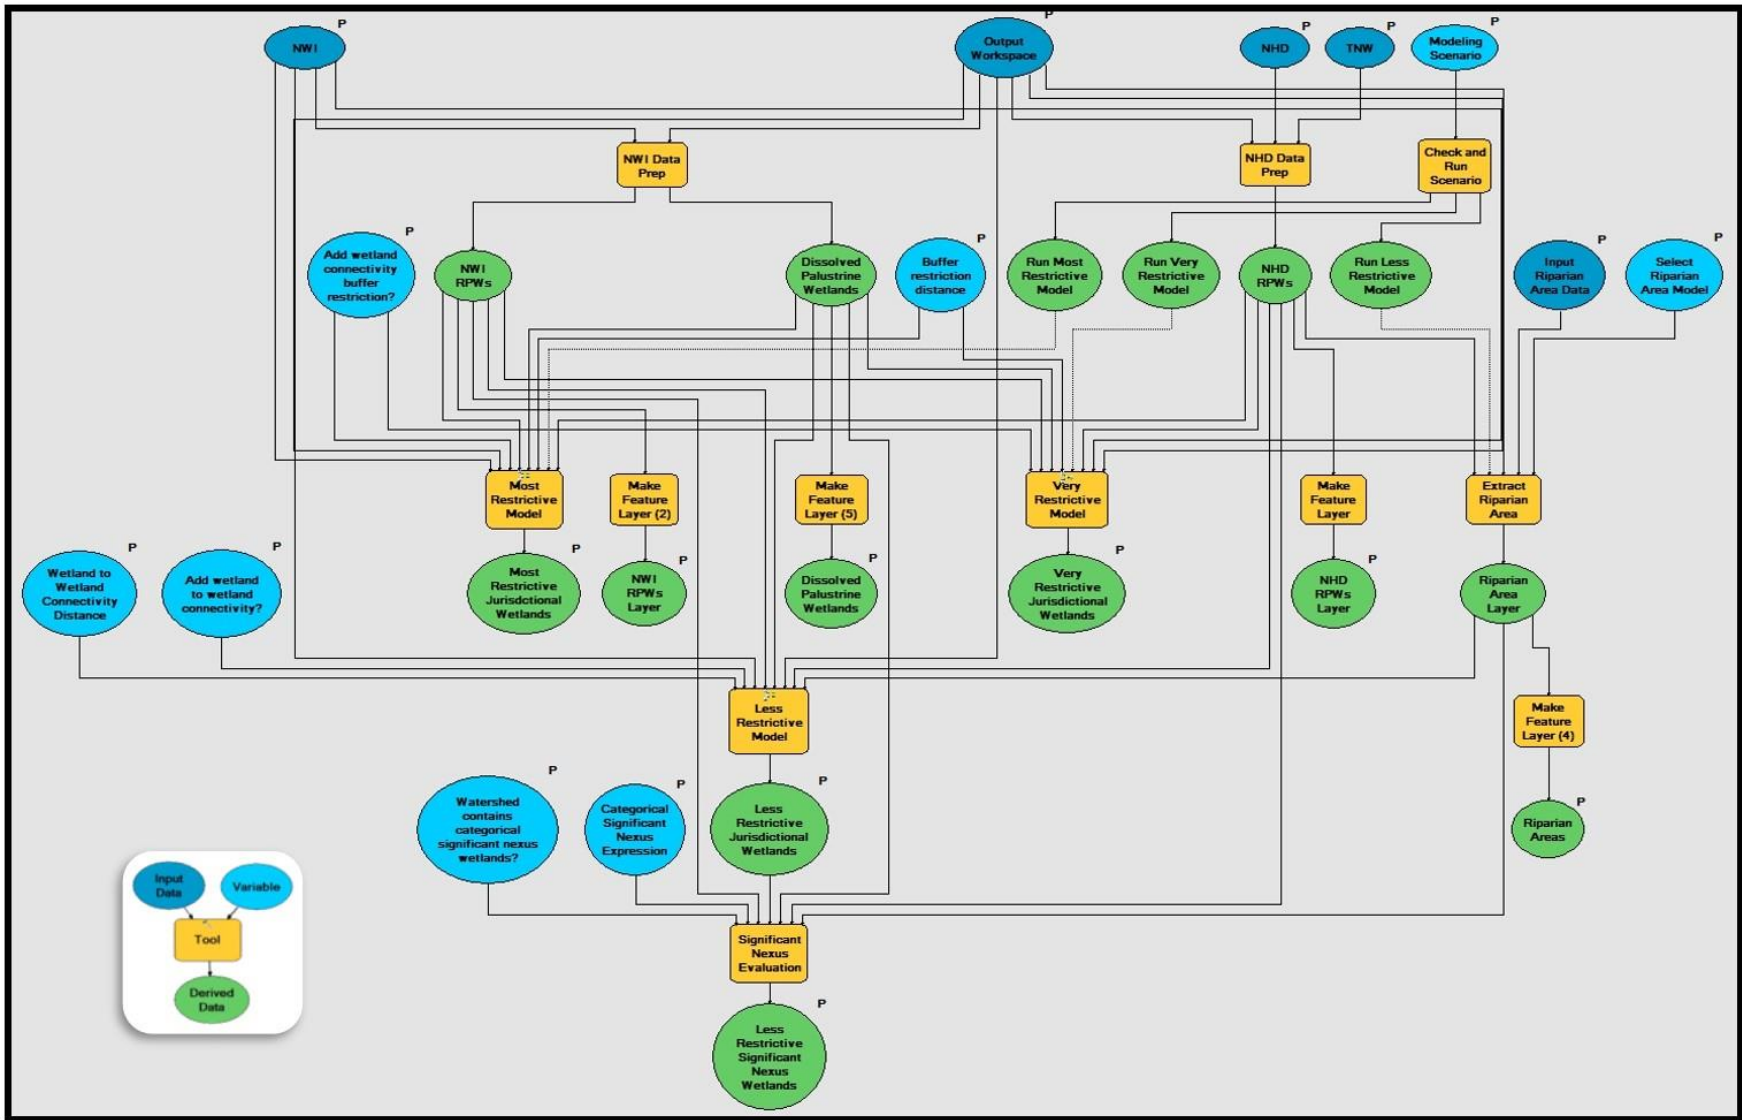 P
NWI
P
Output
Workspace
P
NHD
P
TNW
P
Modeling
Scenario
NWI Data
Prep
NHD Data
Prep
Check and
Run
Scenario
P
Add wetland
connectivity
buffer
restriction?
NWI
RPWs
Dissolved
Palustrine
Wetlands
P
Buffer
restriction
distance
Run Most
Restrictive
Model
Run Very
Restrictive
Model
NHD
RPWs
Run Less
Restrictive
Model
P
Input
Riparian
Area Data
P
Select
Riparian
Area Model
Most
Restrictive
Model
Make
Feature
Layer (2)
Make
Feature
Layer (5)
Very
Restrictive
Model
Make
Feature
Layer
Extract
Riparian
Area
P
Wetland to
Wetland
Connectivity
Distance
P
Add wetland
to wetland
connectivity?
P
Most
Restrictive
Jurisdctional
Wetlands
P
NWI
RPWs
Layer
P
Dissolved
Palustrine
Wetlands
P
Very
Restrictive
Jurisdctional
Wetlands
P
NHD
RPWs
Layer
P
Riparian
Area
Layer
Less
Restrictive
Model
Make
Feature
Layer (4)
P
Watershed
contains
categorical
significant nexus
wetlands?
P
Categorical
Significant
Nexus
Expression
P
Less
Restrictive
Jurisdictional
Wetlands
P
Riparian
Areas
Input
Data
Variable
Tool
Derived
Data
Significant
Nexus
Evaluation
P
Less
Restrictive
Significant
Nexus
Wetlands